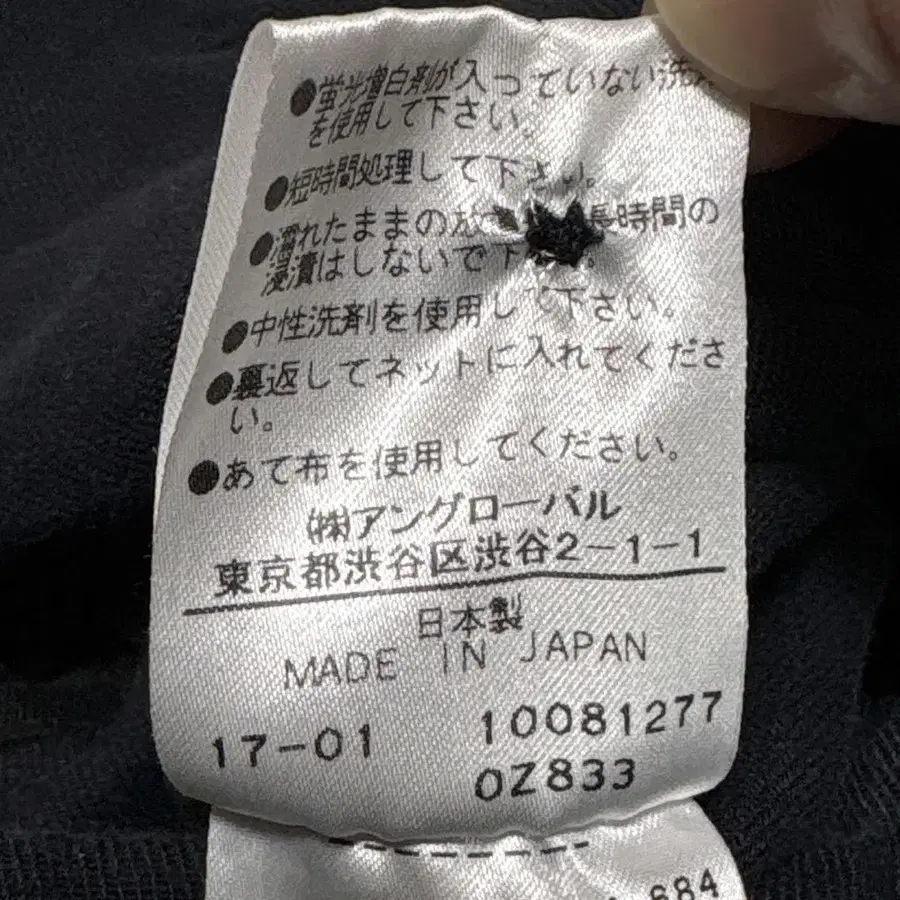 ●蛍光増白剤が入っていない洗
を使用して下さい。
●短時間処理して下さい。
●濡れたままの 長時間の
浸漬はしないで下 。
●中性洗剤を使用して下さい。
●裏返してネットに入れてくださ
い。
●あて布を使用してください。
㈱アングローバル
東京都渋谷区渋谷2-1-1
日本製
MADE IN JAPAN
17-01 10081277
0Z833
684